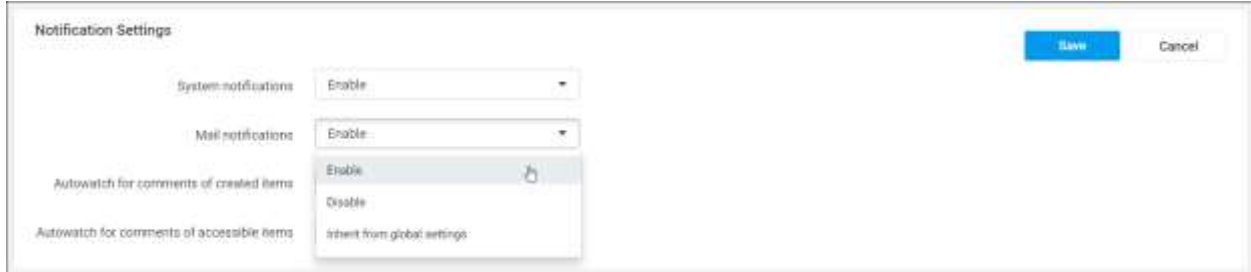 Notification Settings
Save
Cancel
System notifications
Enable
Mail notifications
Enable
Enable
Autowatch for comments of created items
Disable
Autowatch for comments of accessible items
Inherit from global settings